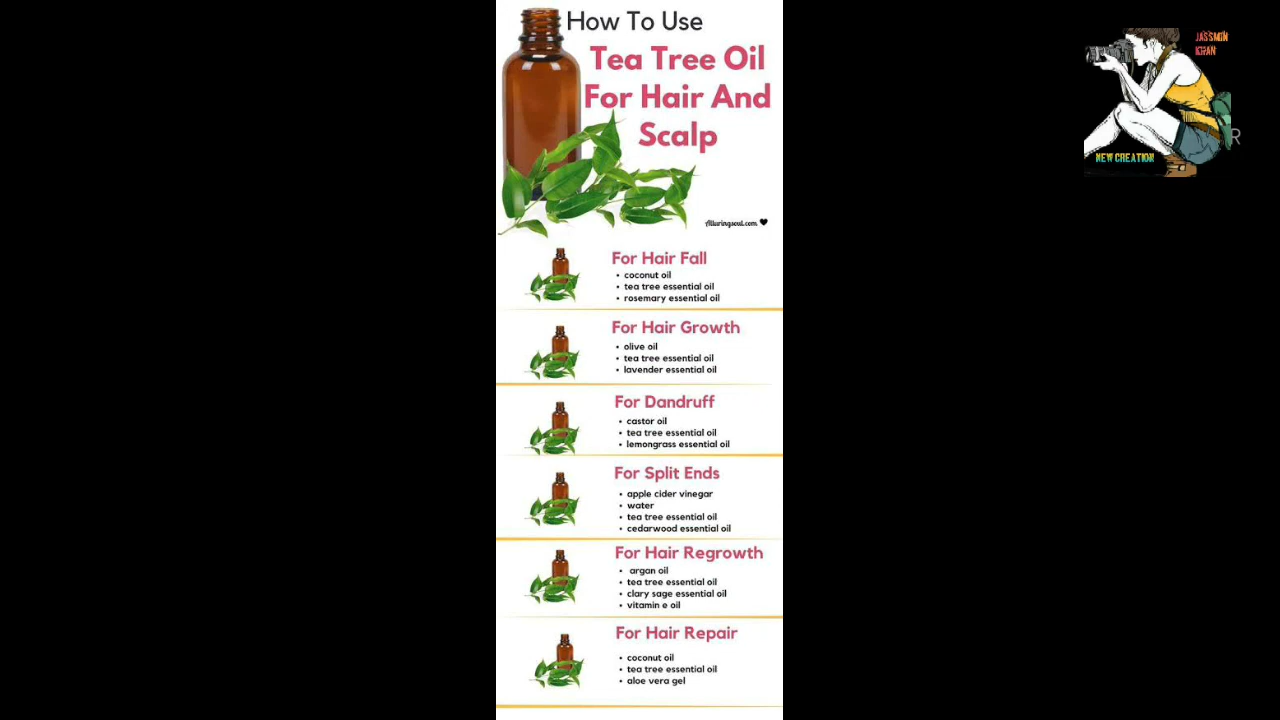 How To Use
Tea Tree Oil
For Hair And
Scalp
Alluringsoul.com
For Hair Fall
• coconut oil
• tea tree essential oil
• rosemary essential oil
For Hair Growth
• olive oil
• tea tree essential oil
• lavender essential oil
For Dandruff
• castor oil
• tea tree essential oil
• lemongrass essential oil
For Split Ends
• apple cider vinegar
• water
• tea tree essential oil
• cedarwood essential oil
For Hair Regrowth
• argan oil
• tea tree essential oil
• clary sage essential oil
• vitamin e oil
For Hair Repair
• coconut oil
• tea tree essential oil
• aloe vera gel
JASSMIN
KHAN
R
NEW CREATION